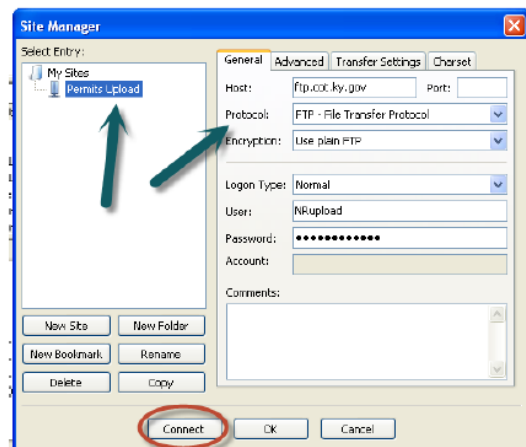 Site Manager
Select Entry:
My Sites
Permits Upload
New Site
New Folder
New Bookmark
Rename
Delete
Copy
General
Advanced
Transfer Settings
Charset
Host:
ftp.cot.ky.gov
Port:
Protocol:
FTP - File Transfer Protocol
Encryption:
Use plain FTP
Logon Type:
Normal
User:
NRupload
Password:
••••••••••••
Account:
Comments:
Connect
OK
Cancel